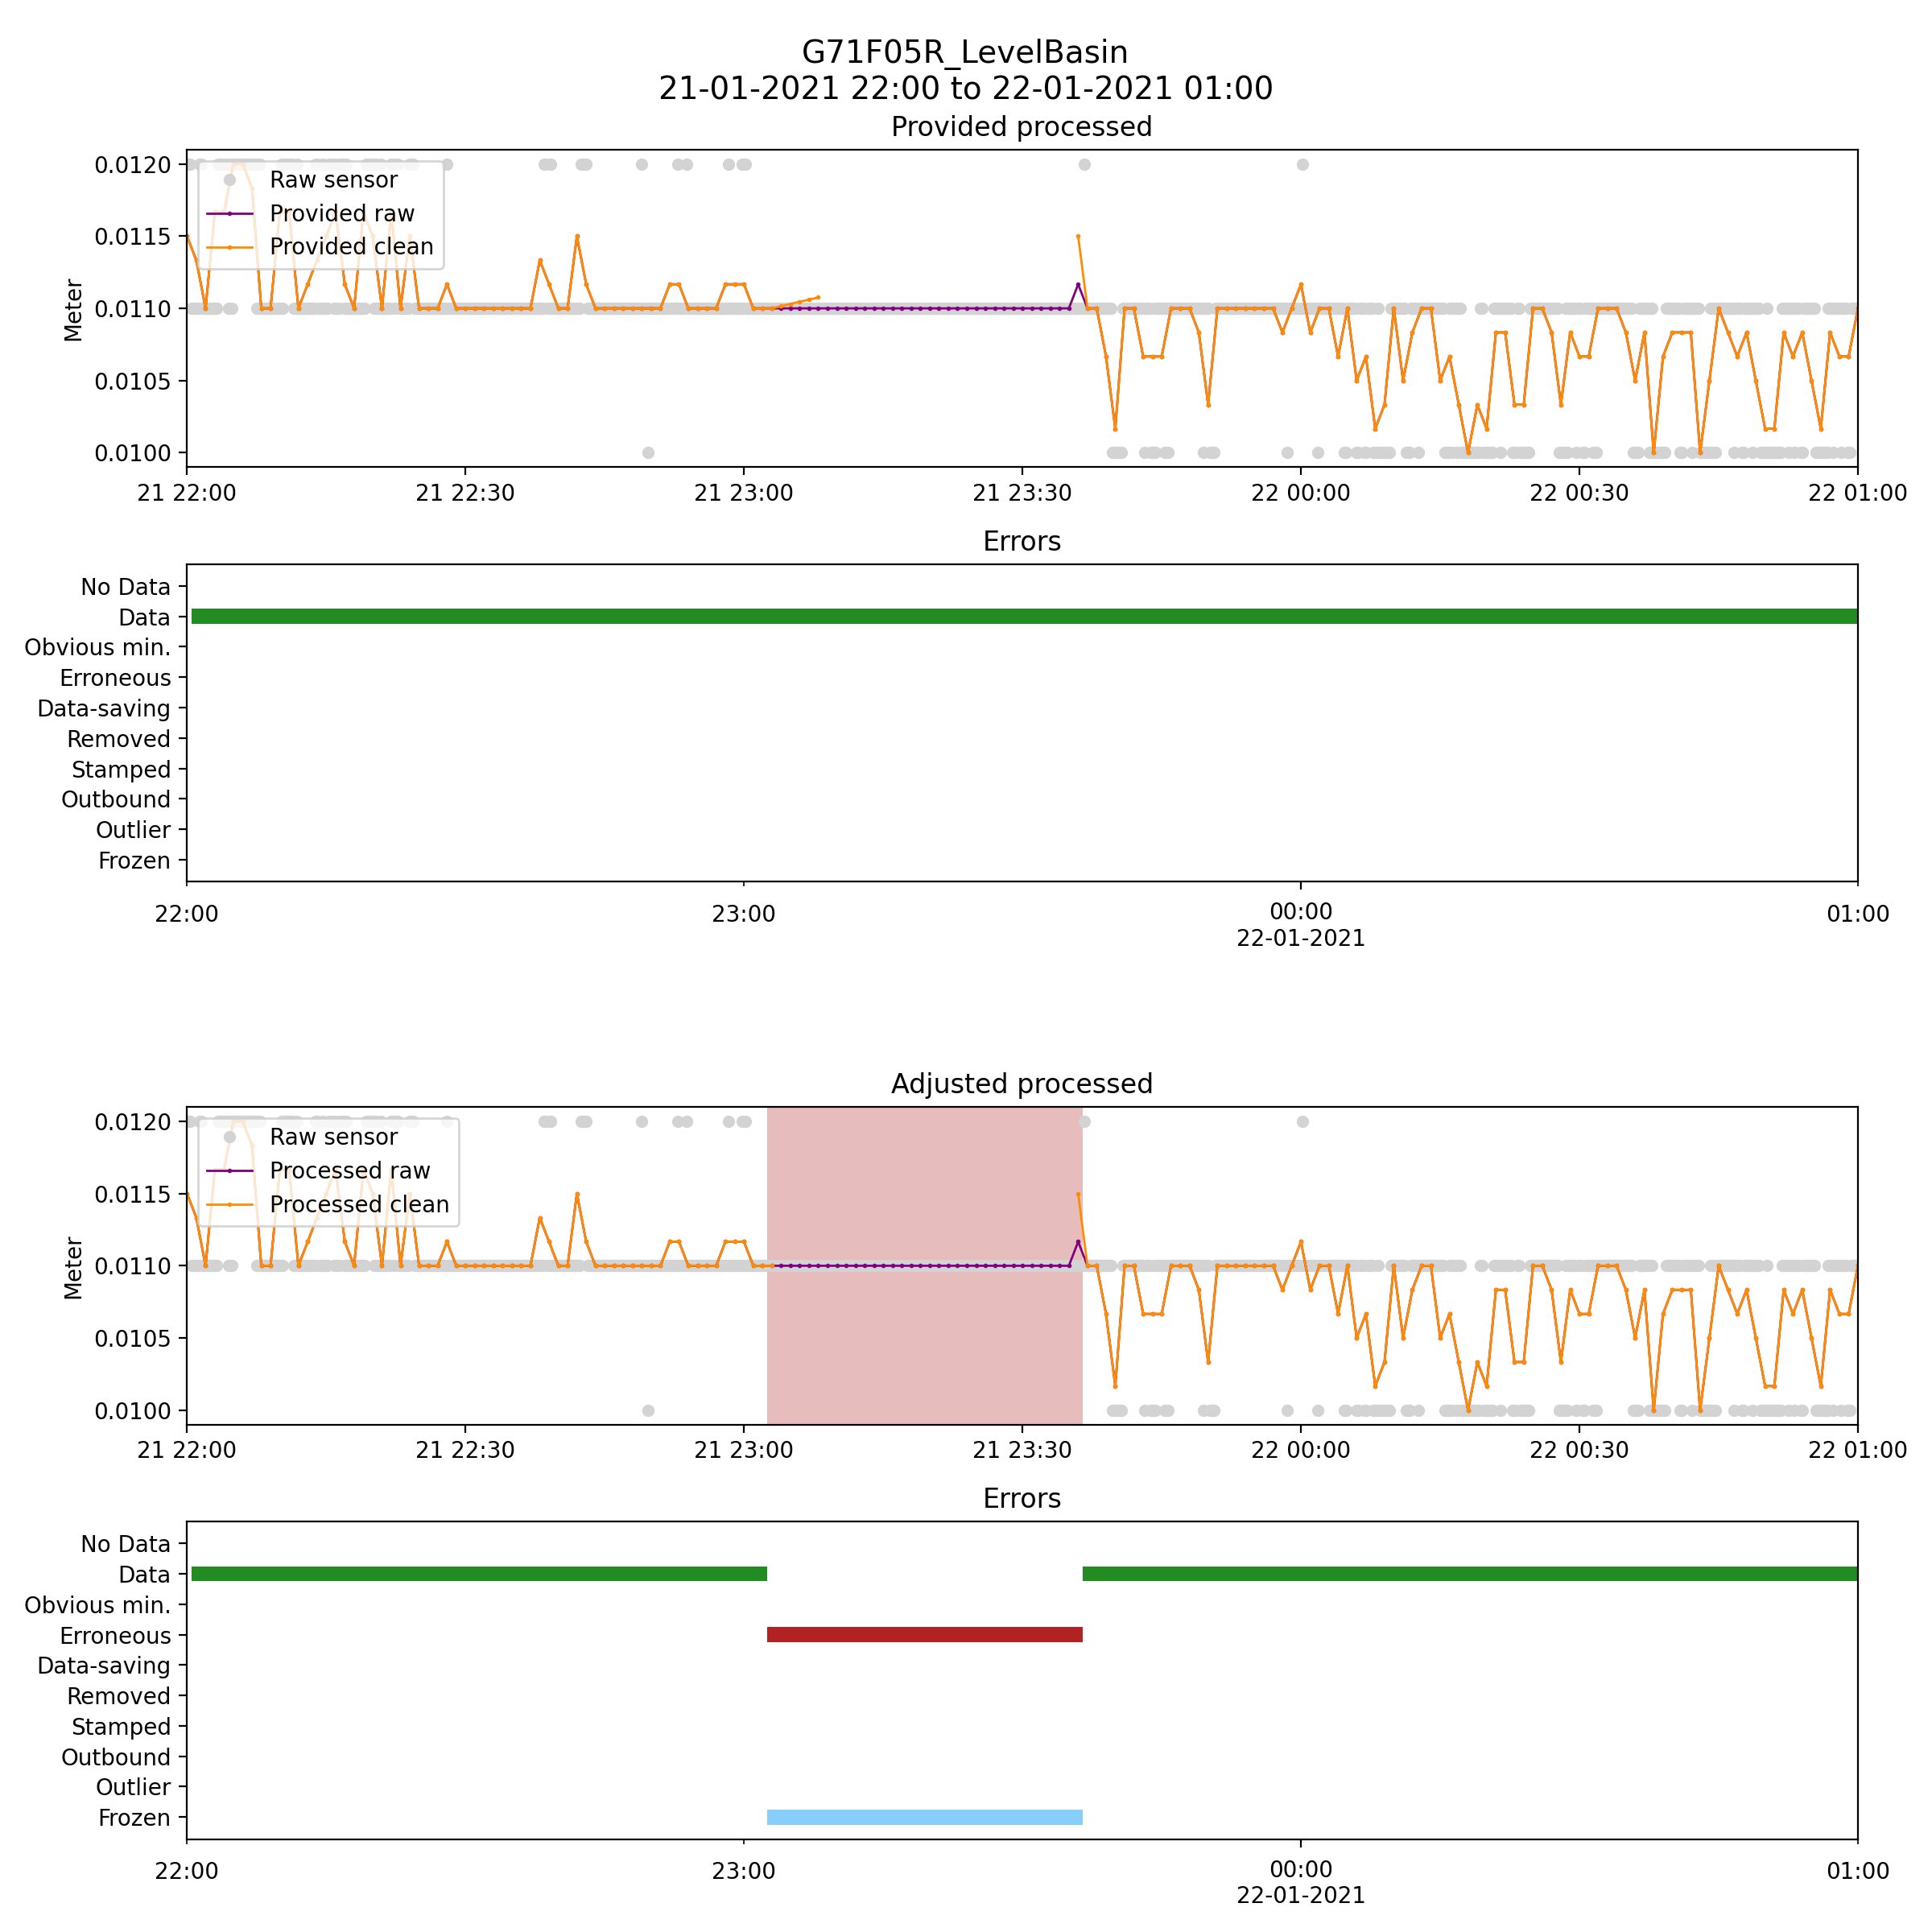 G71F05R_LevelBasin
21-01-2021 22:00 to 22-01-2021 01:00
Provided processed
Meter
0.0120
0.0115
0.0110
0.0105
0.0100
Raw sensor
Provided raw
Provided clean
21 22:00 21 22:30 21 23:00 21 23:30 22 00:00 22 00:30 22 01:00
Errors
No Data
Data
Obvious min.
Erroneous
Data-saving
Removed
Stamped
Outbound
Outlier
Frozen
22:00 23:00 00:00 01:00
22-01-2021
Adjusted processed
Meter
0.0120
0.0115
0.0110
0.0105
0.0100
Raw sensor
Processed raw
Processed clean
21 22:00 21 22:30 21 23:00 21 23:30 22 00:00 22 00:30 22 01:00
Errors
No Data
Data
Obvious min.
Erroneous
Data-saving
Removed
Stamped
Outbound
Outlier
Frozen
22:00 23:00 00:00 01:00
22-01-2021